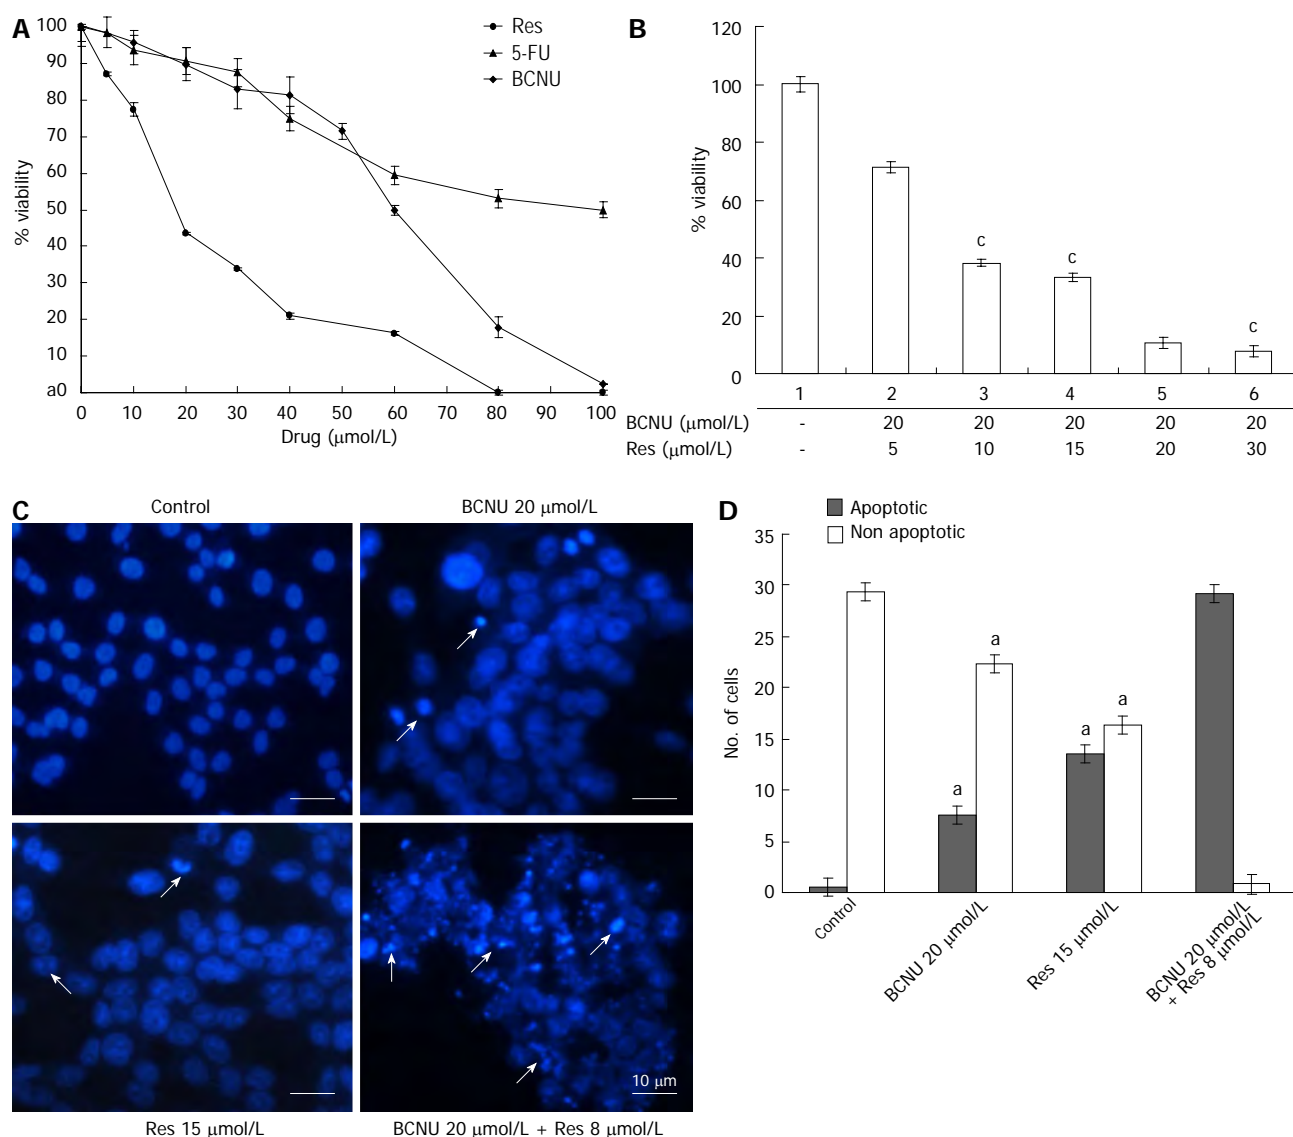 A
Res
5-FU
BCNU
100
90
80
70
60
50
40
30
20
10
a0
% viability
0 10 20 30 40 50 60 70 80 90 100
Drug (μmol/L)
B
120
100
80
60
40
20
0
% viability
c
c
c
1 2 3 4 5 6
BCNU (μmol/L) - 20 20 20 20 20
Res (μmol/L) - 5 10 15 20 30
C
Control
BCNU 20 μmol/L
10 μm
Res 15 μmol/L
BCNU 20 μmol/L + Res 8 μmol/L
D
Apoptotic
Non apoptotic
35
30
25
20
15
10
5
0
No. of cells
a
a
a
a
Control
BCNU 20 μmol/L
Res 15 μmol/L
BCNU 20 μmol/L
+ Res 8 μmol/L